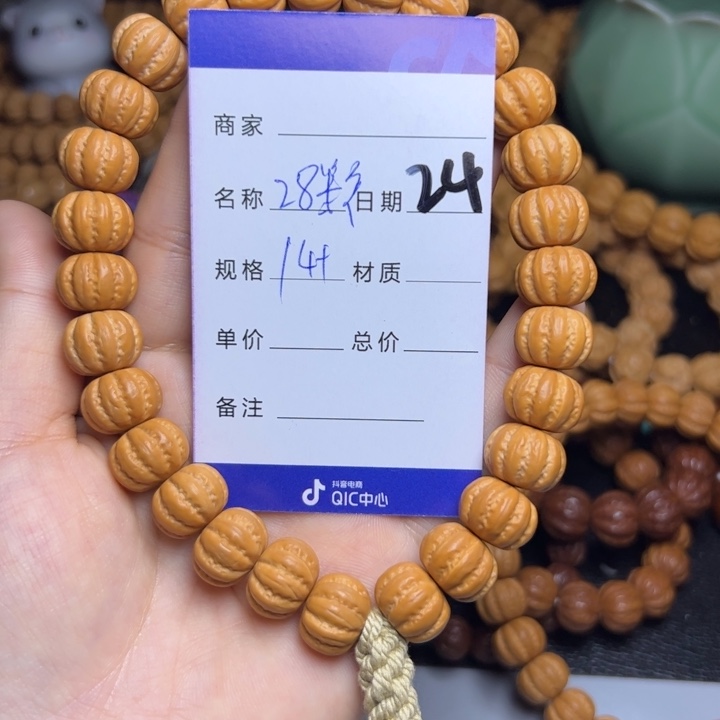 商家
名称 28数 日期 24
规格 14+ 材质
单价 总价
备注
抖音电商
QIC中心